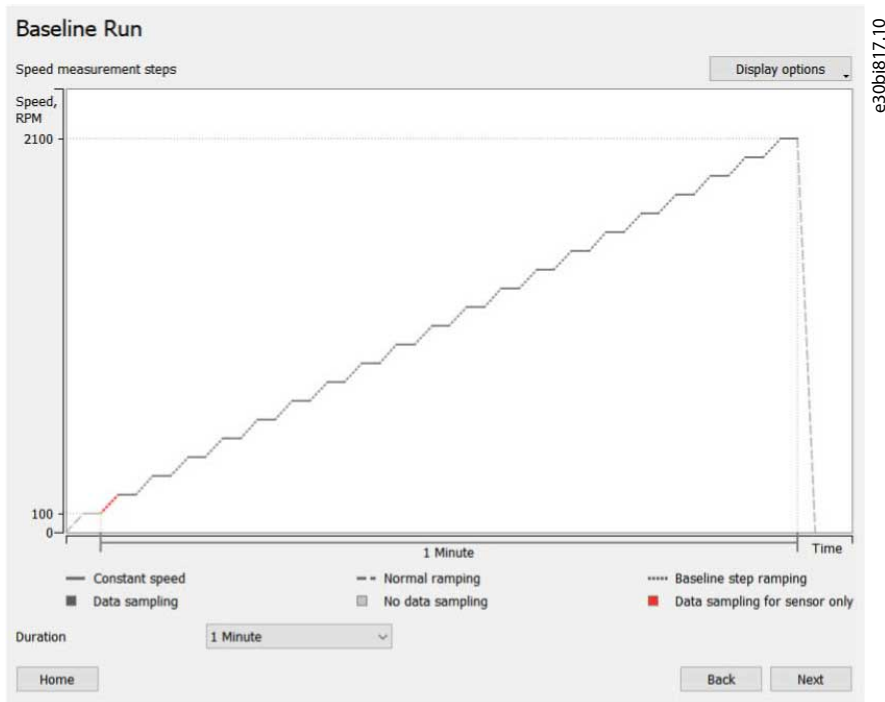 Baseline Run
e30bi817.10
Speed measurement steps
Display options
Speed,
RPM
2100
100
0
1 Minute
Time
Constant speed
Normal ramping
Baseline step ramping
Data sampling
No data sampling
Data sampling for sensor only
Duration
1 Minute
Home
Back
Next